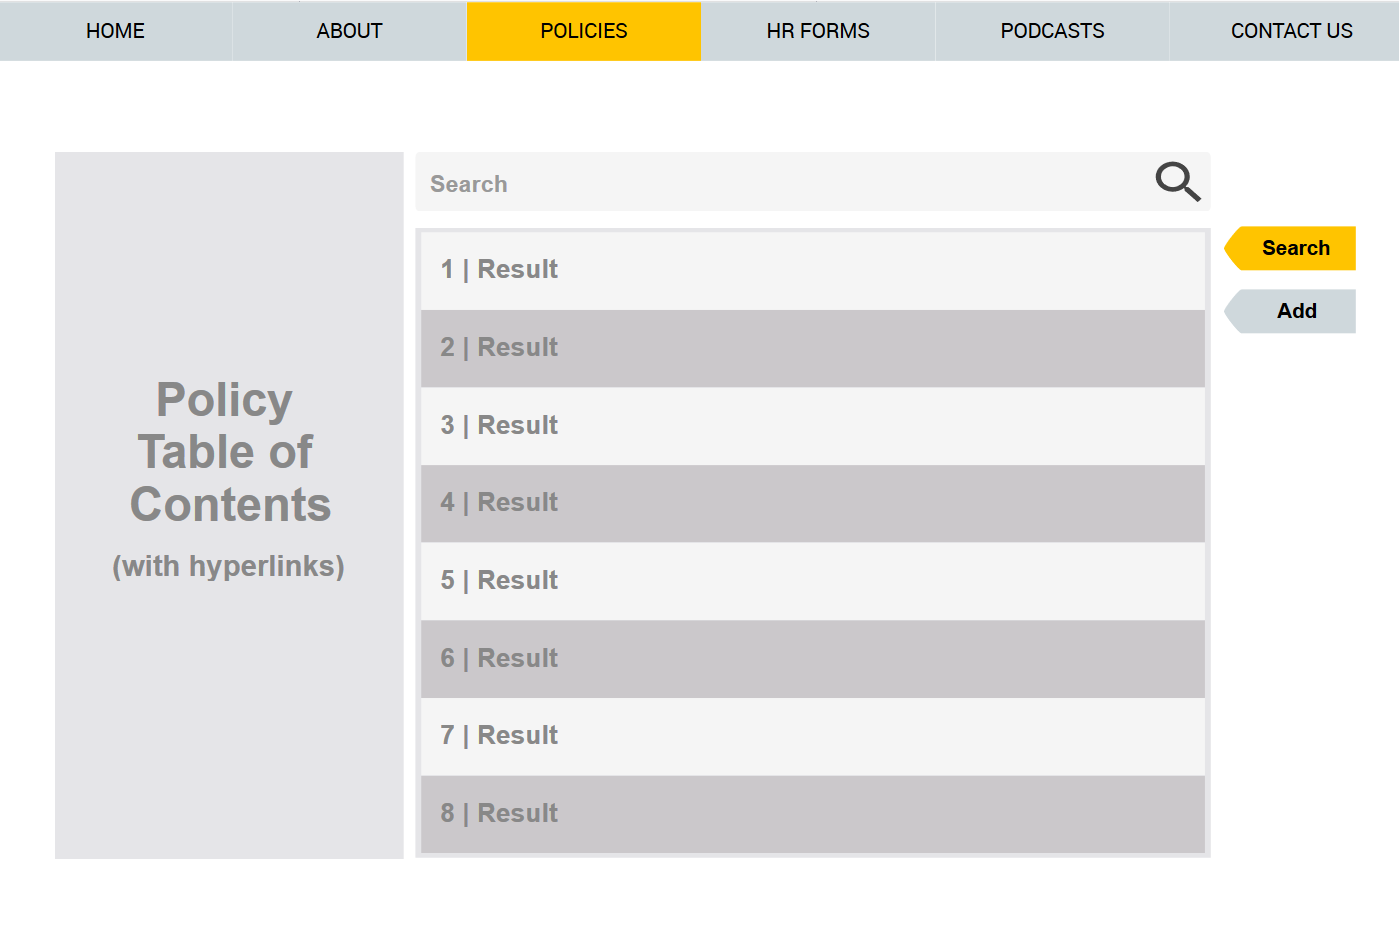 HOME ABOUT POLICIES HR FORMS PODCASTS CONTACT US
Policy
Table of
Contents
(with hyperlinks)
Search
1 | Result
2 | Result
3 | Result
4 | Result
5 | Result
6 | Result
7 | Result
8 | Result
Search
Add